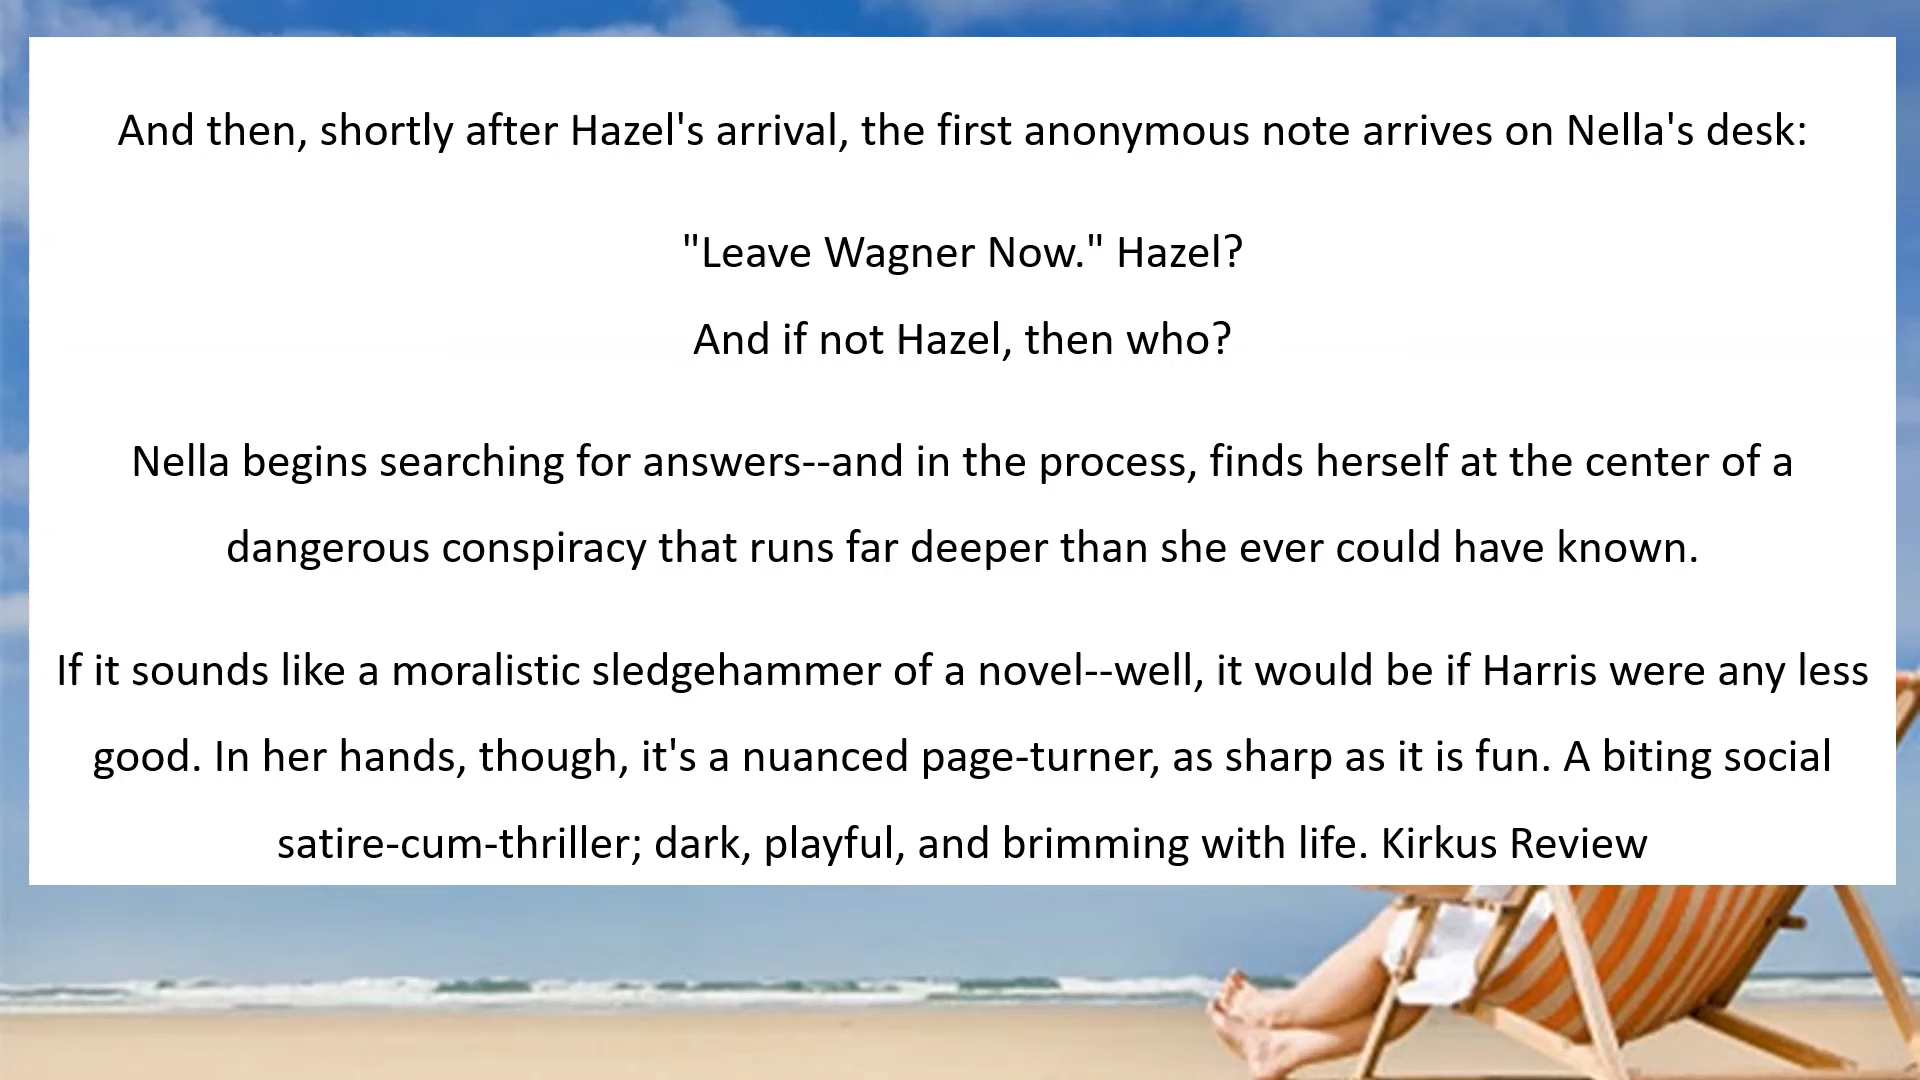 And then, shortly after Hazel's arrival, the first anonymous note arrives on Nella's desk:
"Leave Wagner Now." Hazel?
And if not Hazel, then who?
Nella begins searching for answers--and in the process, finds herself at the center of a
dangerous conspiracy that runs far deeper than she ever could have known.
If it sounds like a moralistic sledgehammer of a novel--well, it would be if Harris were any less
good. In her hands, though, it's a nuanced page-turner, as sharp as it is fun. A biting social
satire-cum-thriller; dark, playful, and brimming with life. Kirkus Review